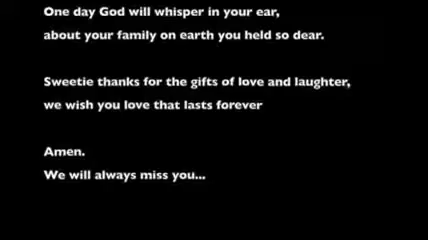 One day God will whisper in your ear,
about your family on earth you held so dear.
Sweetie thanks for the gifts of love and laughter,
we wish you love that lasts forever
Amen.
We will always miss you...